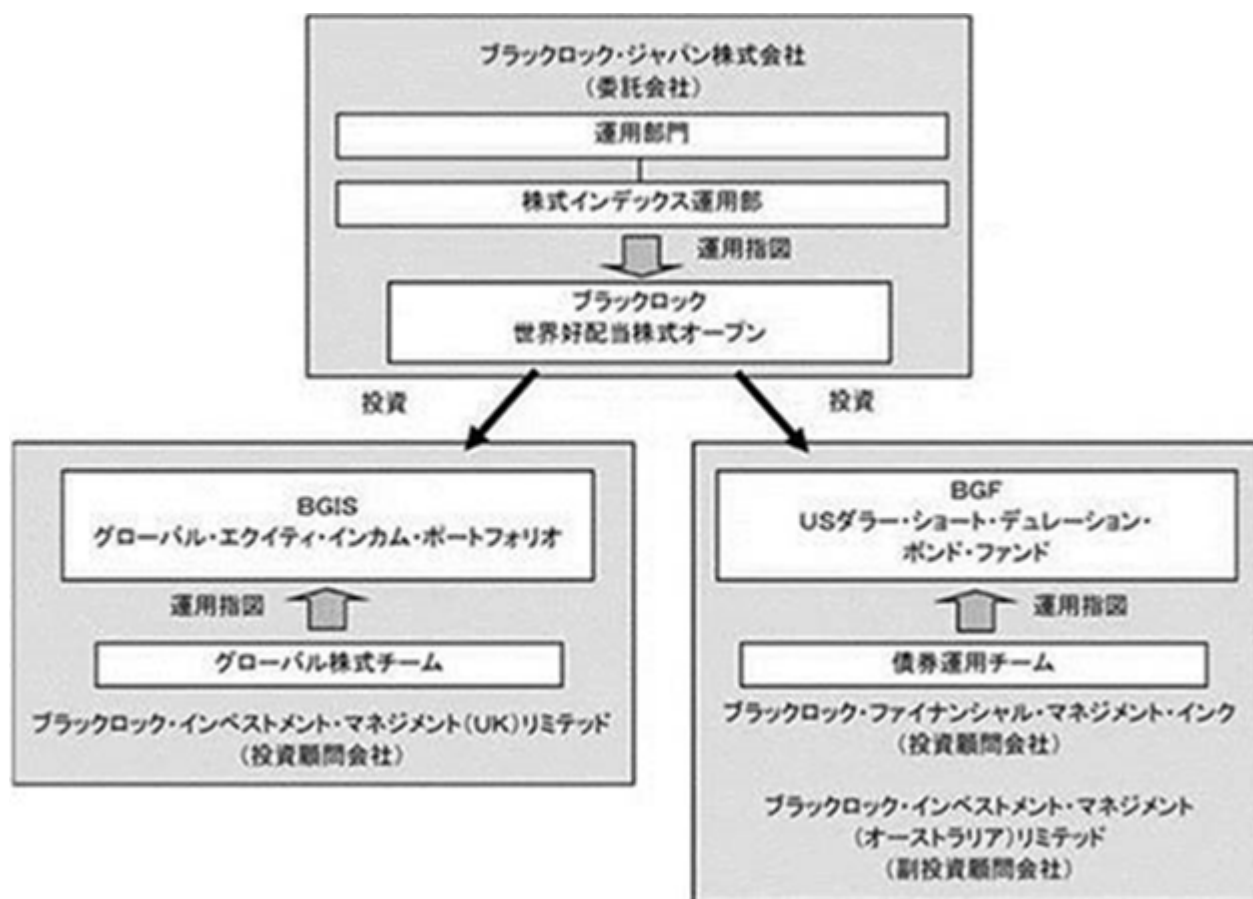 ブラックロック・ジャパン株式会社
（委託会社）
運用部門
株式インデックス運用部
運用指図
ブラックロック
世界好配当株式オープン
投資
投資
BGIS
グローバル・エクイティ・インカム・ポートフォリオ
運用指図
グローバル株式チーム
ブラックロック・インベストメント・マネジメント（UK）リミテッド
（投資顧問会社）
BGF
USダラー・ショート・デュレーション・
ボンド・ファンド
運用指図
債券運用チーム
ブラックロック・ファイナンシャル・マネジメント・インク
（投資顧問会社）
ブラックロック・インベストメント・マネジメント
（オーストラリア）リミテッド
（副投資顧問会社）